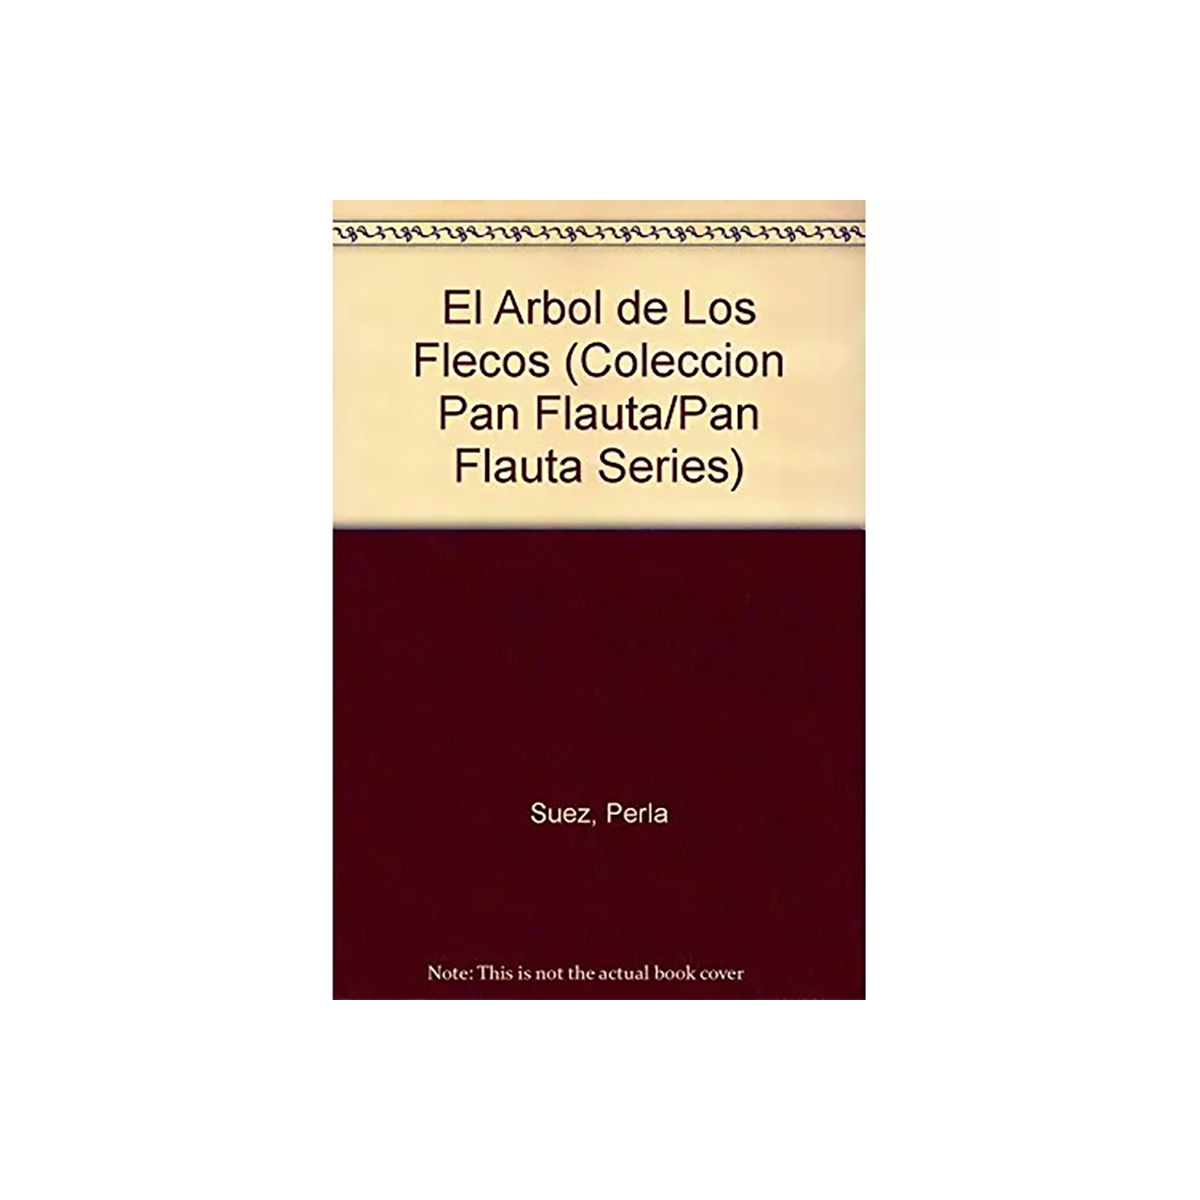 El Arbol de Los
Flecos (Coleccion
Pan Flauta/Pan
Flauta Series)
Suez, Perla
Note: This is not the actual book cover